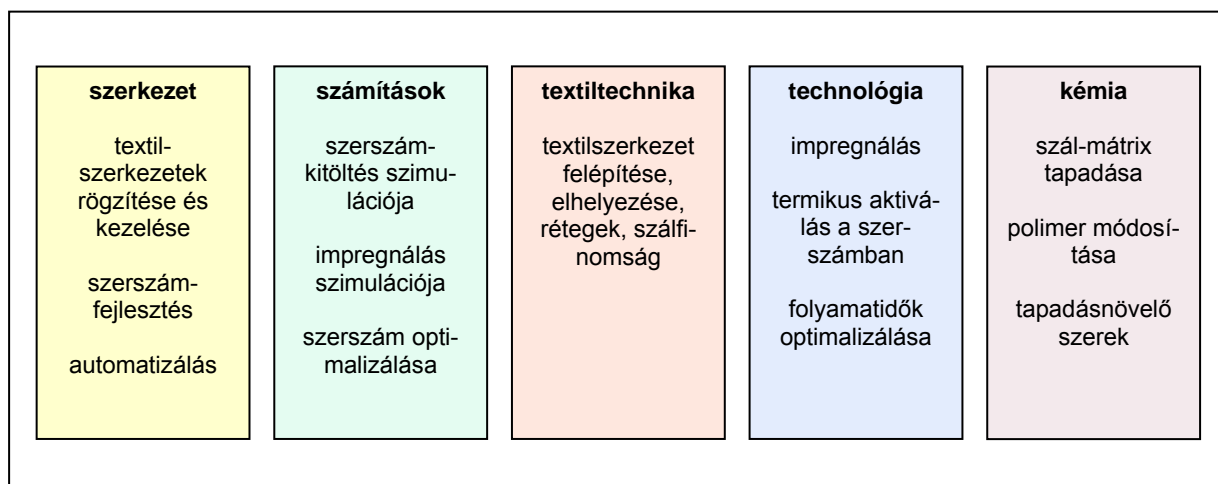 szerkezet
textil-
szerkezetek
rögzítése és
kezelése
szerszám-
fejlesztés
automatizálás
számítások
szerszám-
kitöltés szimu-
lációja
impregnálás
szimulációja
szerszám opti-
malizálása
textiltechnika
textilszerkezet
felépítése,
elhelyezése,
rétegek, szálfi-
nomság
technológia
impregnálás
termikus aktivá-
lás a szer-
számban
folyamatidők
optimalizálása
kémia
szál-mátrix
tapadása
polimer módosí-
tása
tapadásnövelő
szerek